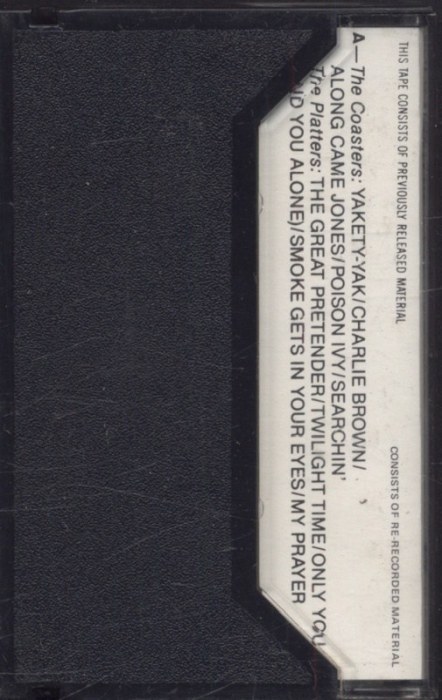 THIS TAPE CONSISTS OF PREVIOUSLY RELEASED MATERIAL
CONSISTS OF RE-RECORDED MATERIAL
A—The Coasters: YAKETY-YAK/CHARLIE BROWN/
ALONG CAME JONES/POISON IVY/SEARCHIN'
The Platters: THE GREAT PRETENDER/TWILIGHT TIME/ONLY YOU
YOU ALONE)/SMOKE GETS IN YOUR EYES/MY PRAYER